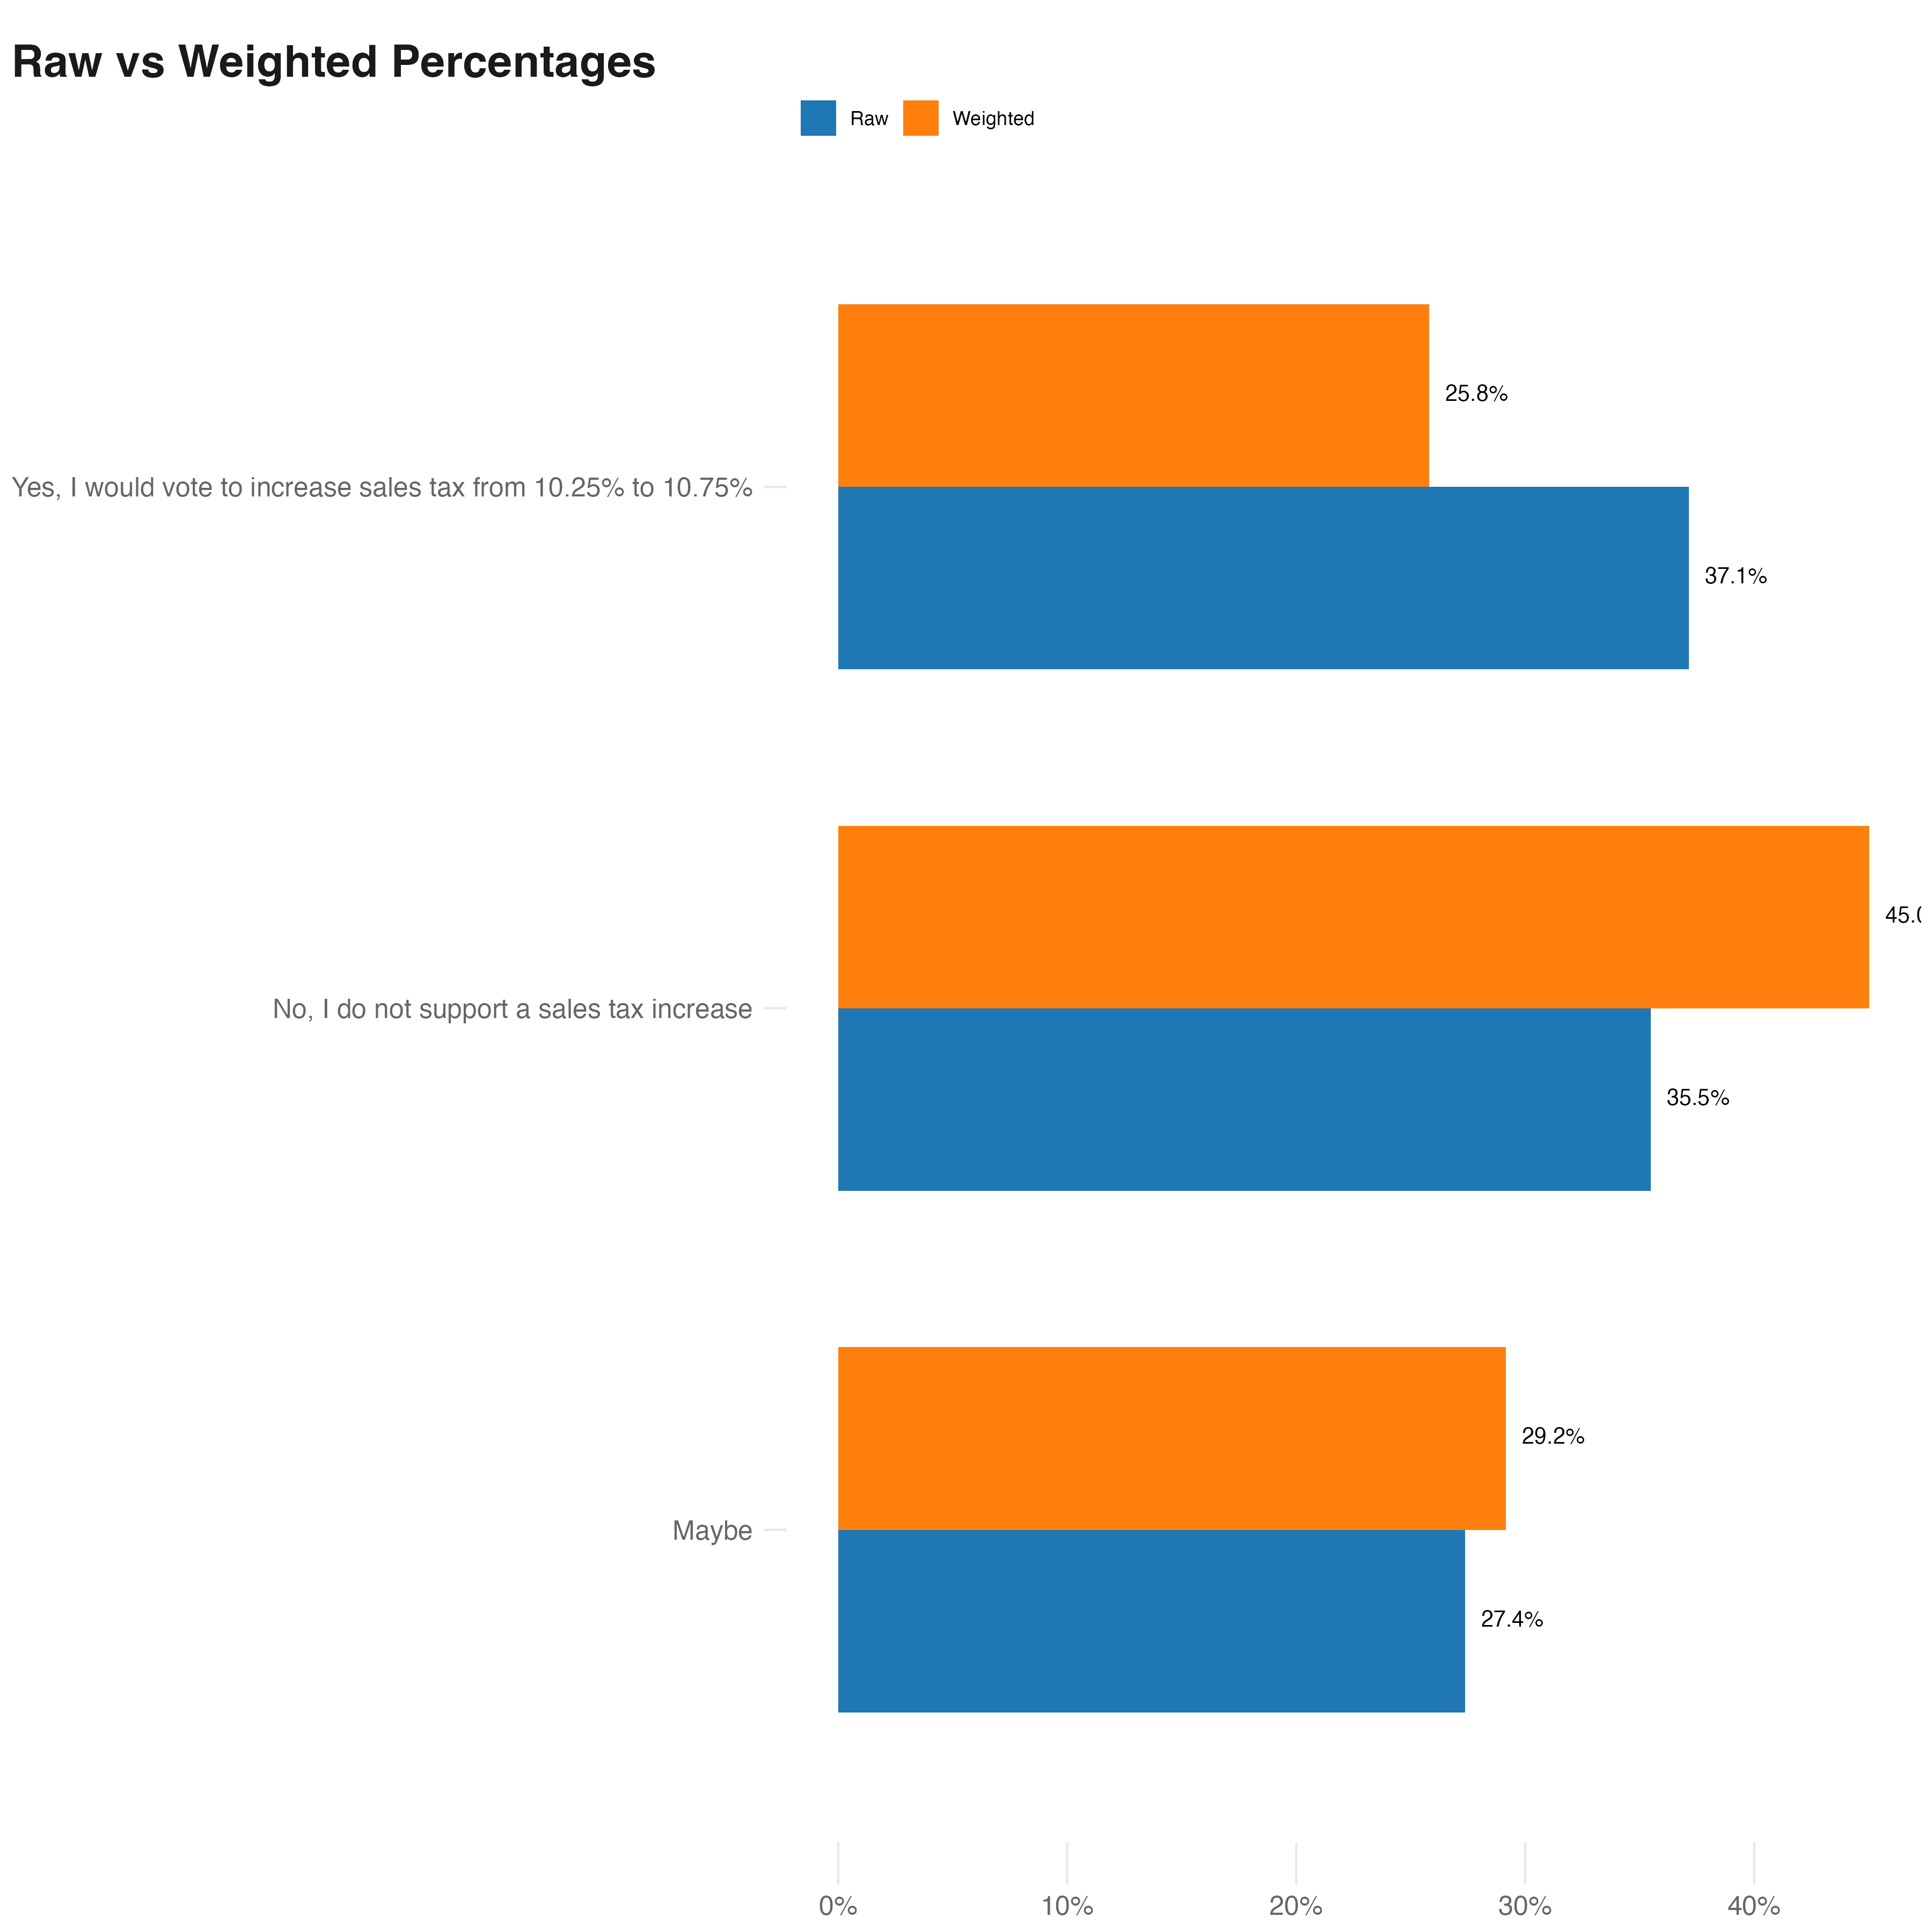 Raw vs Weighted Percentages
Raw Weighted
25.8%
Yes, I would vote to increase sales tax from 10.25% to 10.75%
37.1%
45.0
No, I do not support a sales tax increase
35.5%
29.2%
Maybe
27.4%
0% 10% 20% 30% 40%